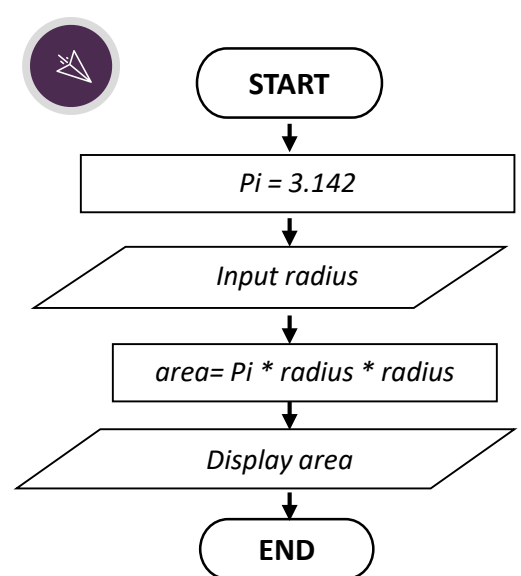 START
Pi = 3.142
Input radius
area= Pi * radius * radius
Display area
END